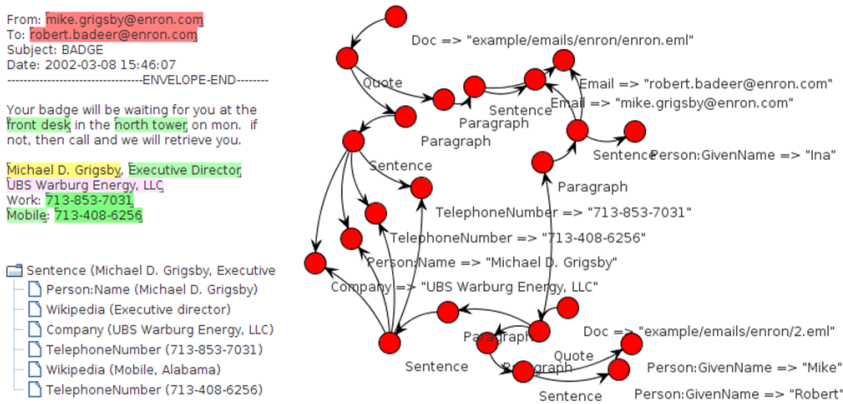 From: mike.grigsby@enron.com
To: robert.badeer@enron.com
Subject: BADGE
Date: 2002-03-08 15:46:07
---------------------------------ENVELOPE-END--------
Your badge will be waiting for you at the
front desk in the north tower on mon.  if
not, then call and we will retrieve you.
Michael D. Grigsby, Executive Director
UBS Warburg Energy, LLC
Work: 713-853-7031
Mobile: 713-408-6256
Sentence (Michael D. Grigsby, Executive
Person:Name (Michael D. Grigsby)
Wikipedia (Executive director)
Company (UBS Warburg Energy, LLC)
TelephoneNumber (713-853-7031)
Wikipedia (Mobile, Alabama)
TelephoneNumber (713-408-6256)
Doc => "example/emails/enron/enron.eml"
Quote
Email => "robert.badeer@enron.com"
Email => "mike.grigsby@enron.com"
Sentence
Paragraph
Paragraph
Sentence
Person:GivenName => "Ina"
Sentence
Paragraph
TelephoneNumber => "713-853-7031"
TelephoneNumber => "713-408-6256"
Person:Name => "Michael D. Grigsby"
Company => "UBS Warburg Energy, LLC"
Doc => "example/emails/enron/2.eml"
Paragraph
Quote
Sentence
Paragraph
Person:GivenName => "Mike"
Person:GivenName => "Robert"
Sentence